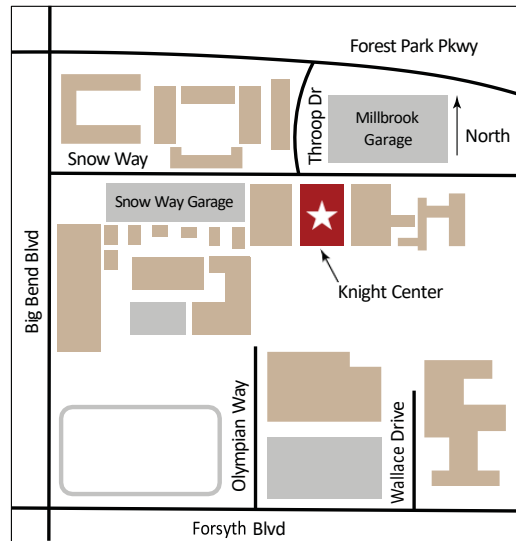 Forest Park Pkwy
Throop Dr
Millbrook
Garage
North
Snow Way
Snow Way Garage
Big Bend Blvd
Knight Center
Olympian Way
Wallace Drive
Forsyth Blvd